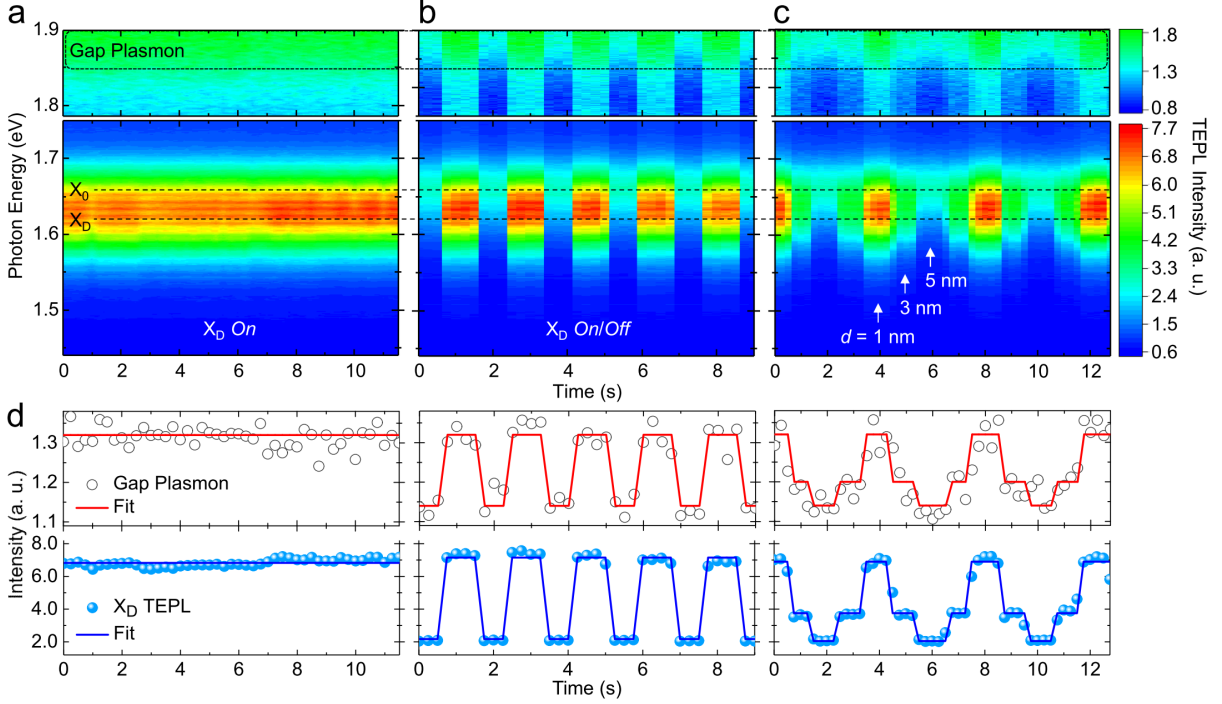 a
b
c
1.9
1.8
Gap Plasmon
1.8
1.3
0.8
Photon Energy (eV)
1.7
1.6
1.5
X0
XD
XD On
XD On/Off
d = 1 nm
3 nm
5 nm
7.7
6.8
6.0
5.1
4.2
3.3
2.4
1.5
0.6
TEPL Intensity (a. u.)
0 2 4 6 8 10
0 2 4 6 8
0 2 4 6 8 10 12
Time (s)
d
1.3
1.2
1.1
Gap Plasmon
Fit
Intensity (a. u.)
8.0
6.0
4.0
2.0
XD TEPL
Fit
0 2 4 6 8 10
0 2 4 6 8
0 2 4 6 8 10 12
Time (s)